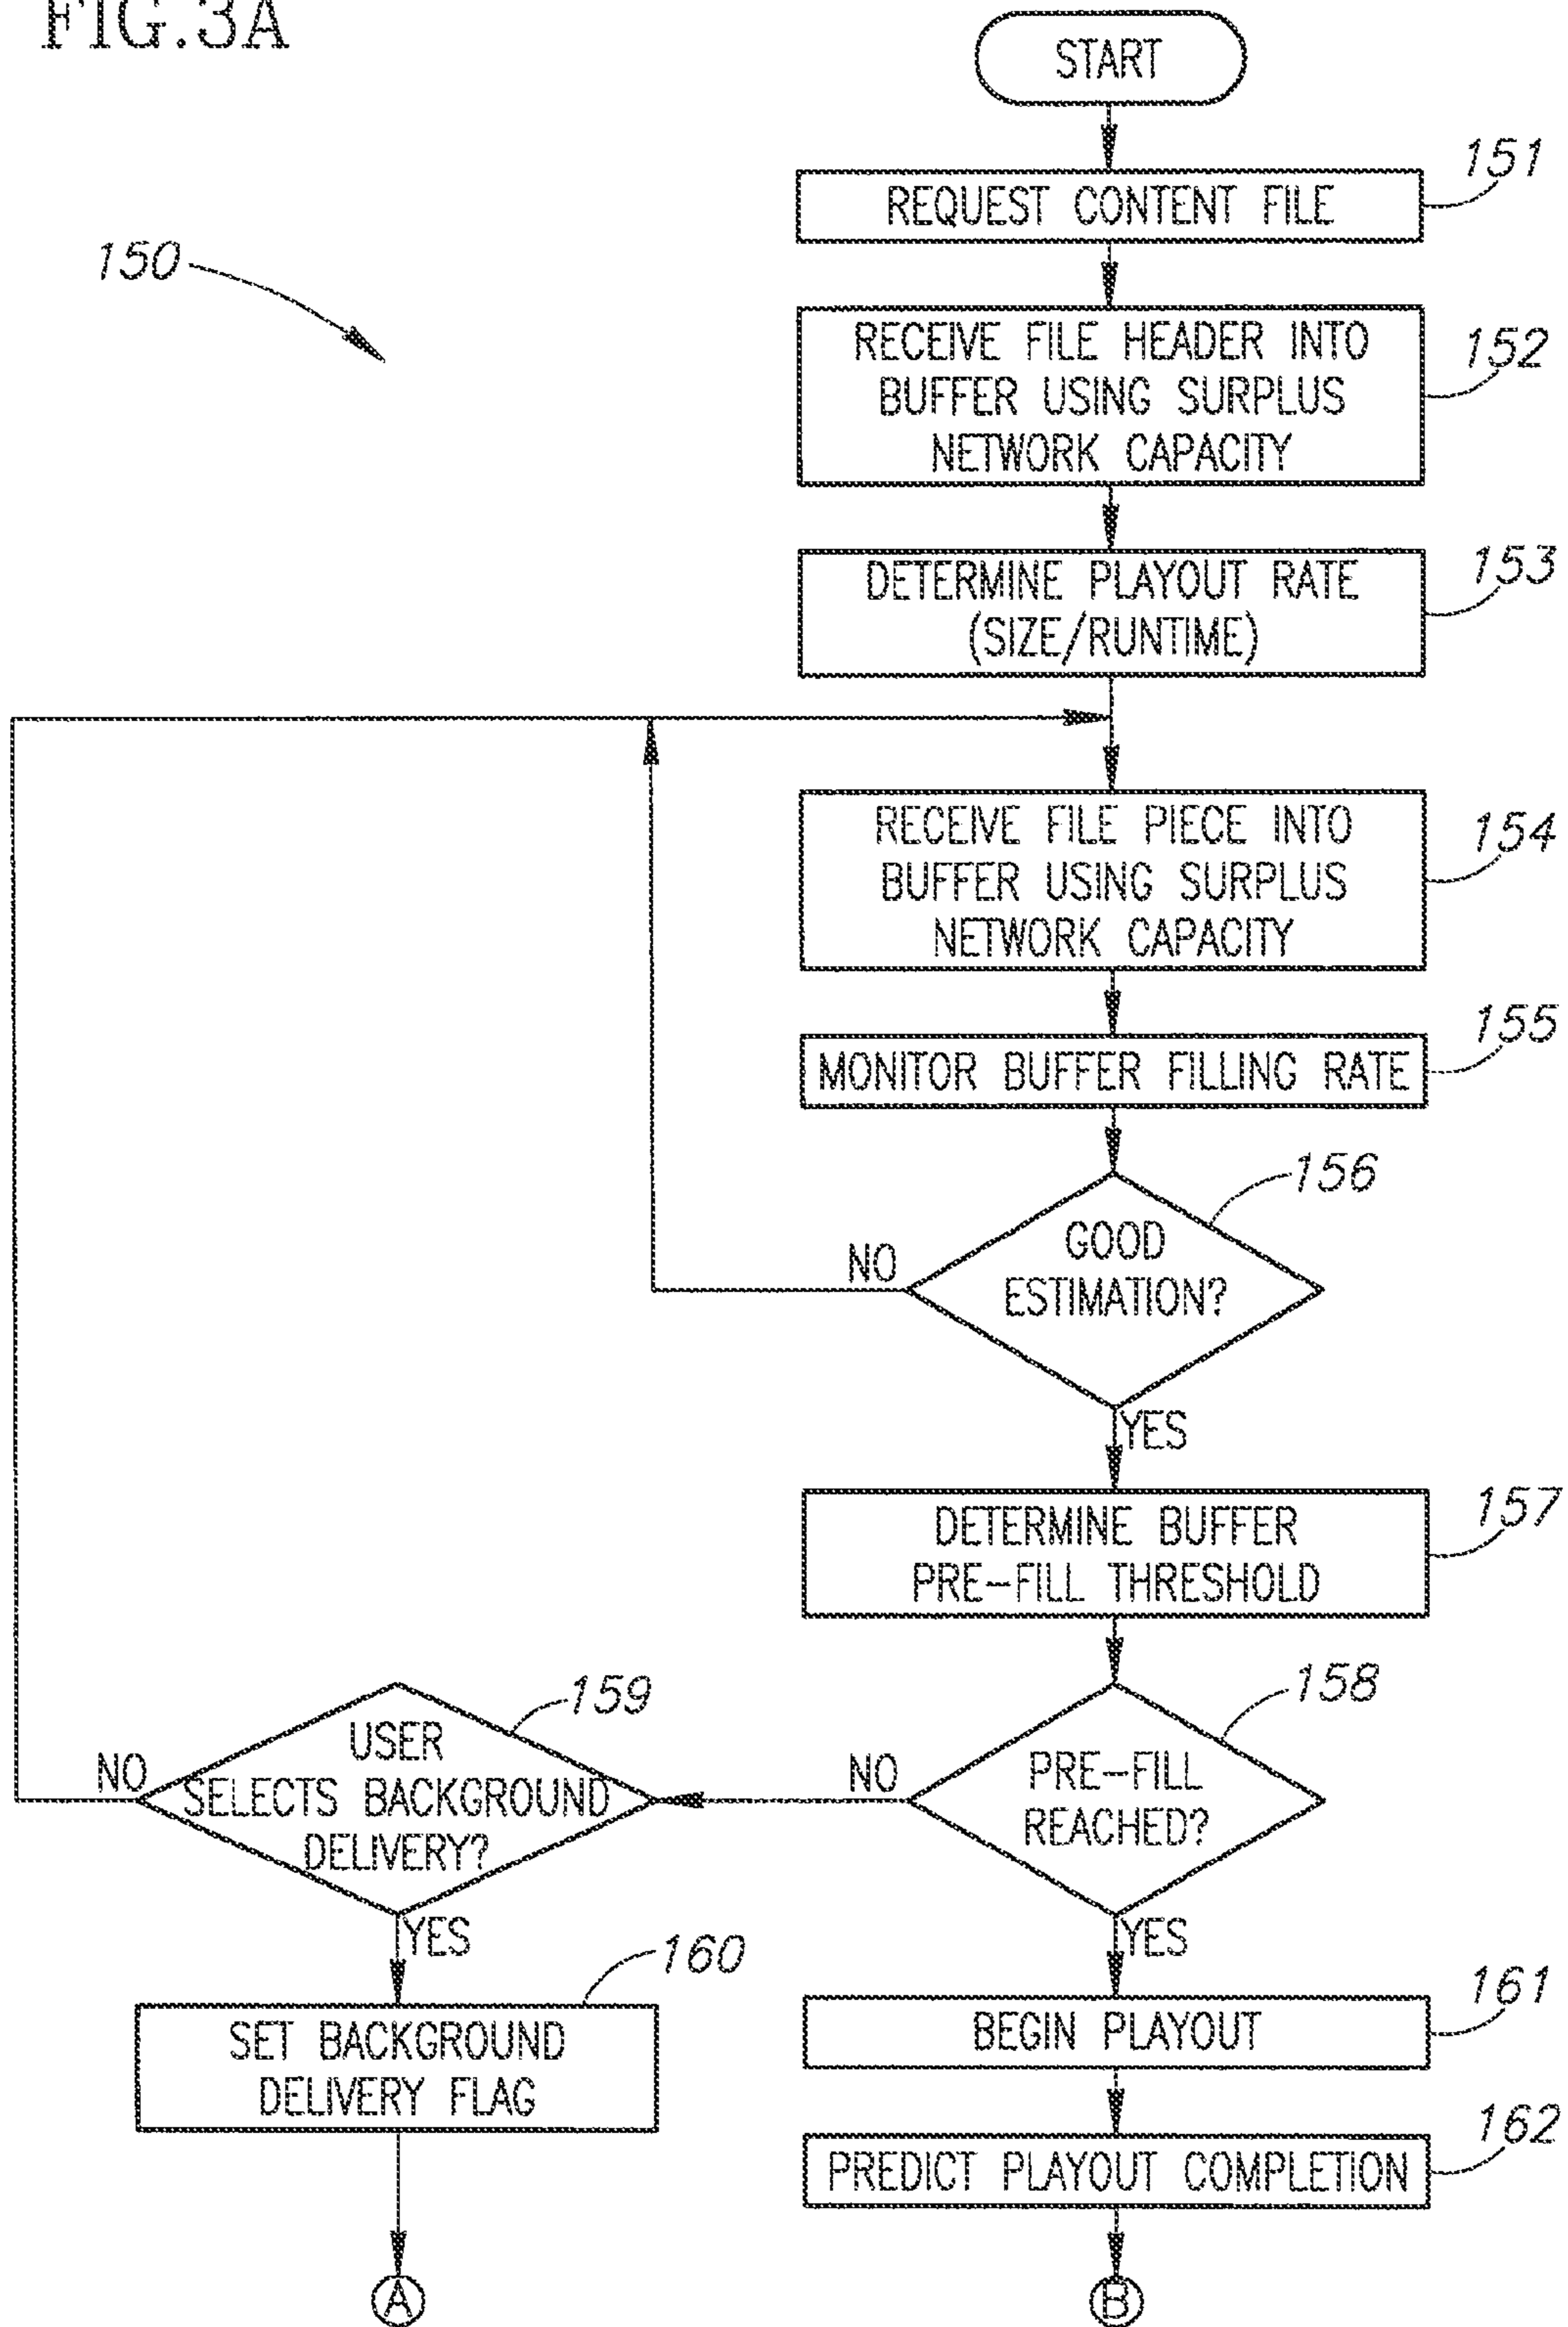 FIG.3A
START
151
REQUEST CONTENT FILE
150
152
RECEIVE FILE HEADER INTO
BUFFER USING SURPLUS
NETWORK CAPACITY
153
DETERMINE PLAYOUT RATE
(SIZE/RUNTIME)
154
RECEIVE FILE PIECE INTO
BUFFER USING SURPLUS
NETWORK CAPACITY
155
MONITOR BUFFER FILLING RATE
156
GOOD
ESTIMATION?
NO
YES
157
DETERMINE BUFFER
PRE-FILL THRESHOLD
158
PRE-FILL
REACHED?
NO
159
USER
SELECTS BACKGROUND
DELIVERY?
NO
YES
YES
160
SET BACKGROUND
DELIVERY FLAG
161
BEGIN PLAYOUT
162
PREDICT PLAYOUT COMPLETION
A
B